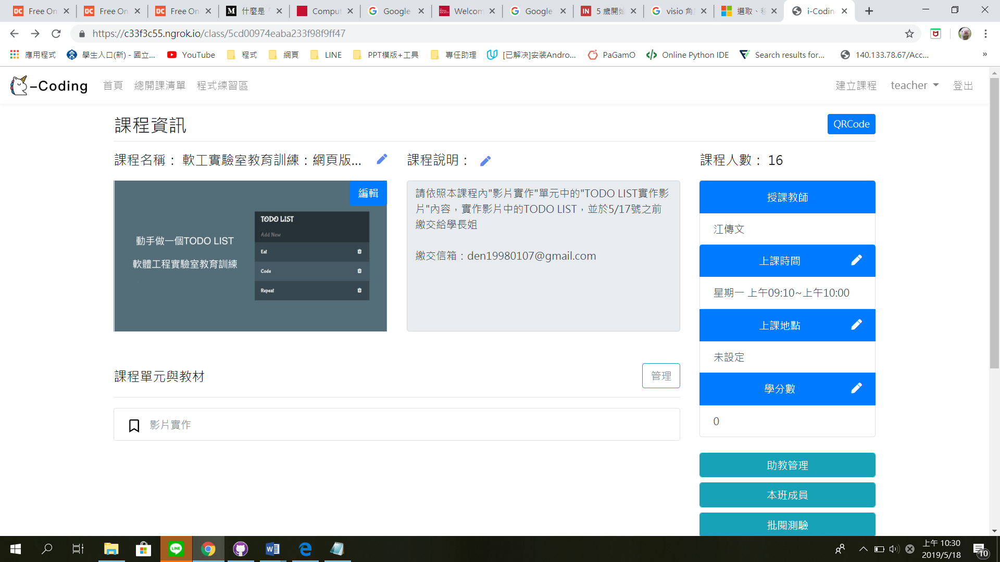 Free On
Free On
Free On
什麼是「
Comput
Google
Welcom
Google
5 歲開始
visio 角
選取、移
i-Coding
https://c33f3c55.ngrok.io/class/5cd00974eaba233f98f9ff47
應用程式
學生入口(新) - 國立...
YouTube
程式
網頁
LINE
PPT模版+工具
專任助理
[已解決]安装Andro...
PaGamO
Online Python IDE
Search results for...
140.133.78.67/Acc...
-Coding
首頁
總開課清單
程式練習區
建立課程
teacher
登出
課程資訊
QRCode
課程名稱： 軟工實驗室教育訓練：網頁版...
課程說明：
課程人數： 16
編輯
動手做一個TODO LIST
軟體工程實驗室教育訓練
TODO LIST
Add New
Eat
Code
Repeat
請依照本課程內"影片實作"單元中的"TODO LIST實作影
片"內容，實作影片中的TODO LIST，並於5/17號之前
繳交給學長姐
繳交信箱：den19980107@gmail.com
授課教師
江傳文
上課時間
星期一 上午09:10~上午10:00
上課地點
未設定
學分數
0
課程單元與教材
管理
影片實作
助教管理
本班成員
批閱測驗
上午 10:30
2019/5/18
10